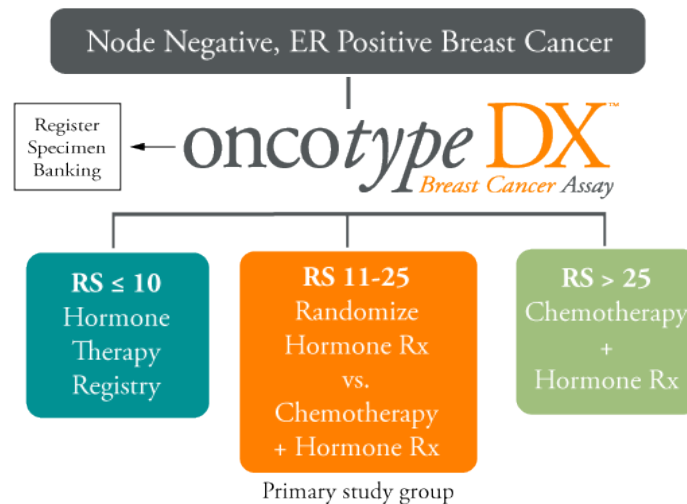 Node Negative, ER Positive Breast Cancer
Register
Specimen
Banking
oncotype DX™
Breast Cancer Assay
RS ≤ 10
Hormone
Therapy
Registry
RS 11-25
Randomize
Hormone Rx
vs.
Chemotherapy
+ Hormone Rx
RS > 25
Chemotherapy
+
Hormone Rx
Primary study group